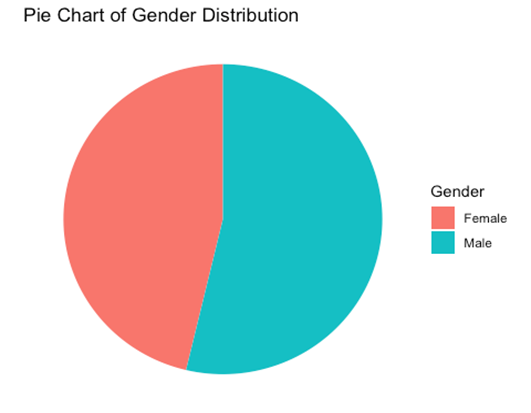 Pie Chart of Gender Distribution
Gender
Female
Male